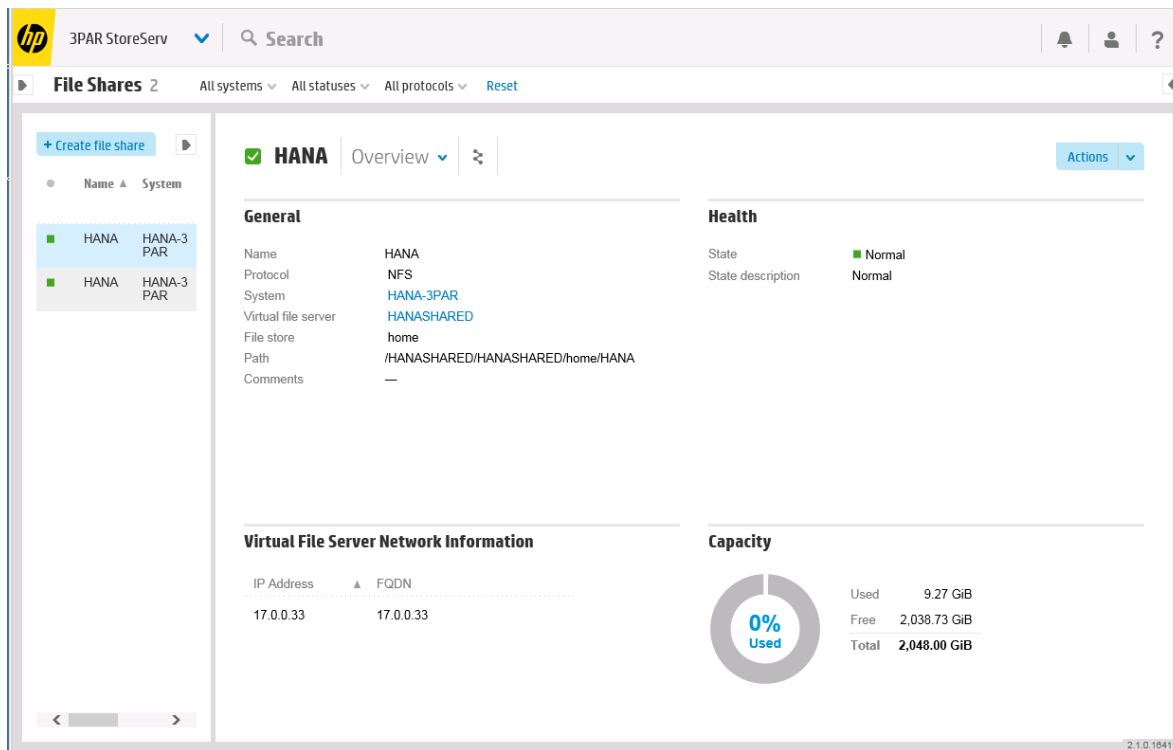 hp 3PAR StoreServ Search ?
File Shares 2 All systems All statuses All protocols Reset
+ Create file share
Name System
HANA HANA-3
PAR
HANA HANA-3
PAR
HANA Overview Actions
General
Name HANA
Protocol NFS
System HANA-3PAR
Virtual file server HANASHARED
File store home
Path /HANASHARED/HANASHARED/home/HANA
Comments —
Health
State Normal
State description Normal
Virtual File Server Network Information
IP Address FQDN
17.0.0.33 17.0.0.33
Capacity
0%
Used
Used 9.27 GiB
Free 2,038.73 GiB
Total 2,048.00 GiB
2.1.0.1641